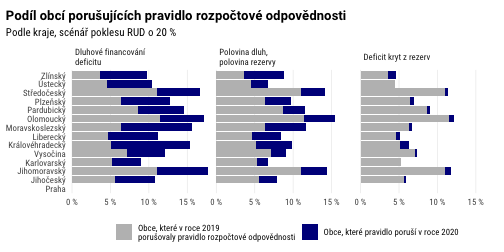 Podíl obcí porušujících pravidlo rozpočtové odpovědnosti
Podle kraje, scénář poklesu RUD o 20 %
Dluhové financování
deficitu
Polovina dluh,
polovina rezervy
Deficit kryt z rezerv
Zlínský
Ústecký
Středočeský
Plzeňský
Pardubický
Olomoucký
Moravskoslezský
Liberecký
Královéhradecký
Vysočina
Karlovarský
Jihomoravský
Jihočeský
Praha
0 % 5 % 10 % 15 %
0 % 5 % 10 % 15 %
0 % 5 % 10 % 15 %
Obce, které v roce 2019
porušovaly pravidlo rozpočtové odpovědnosti
Obce, které pravidlo poruší v roce 2020